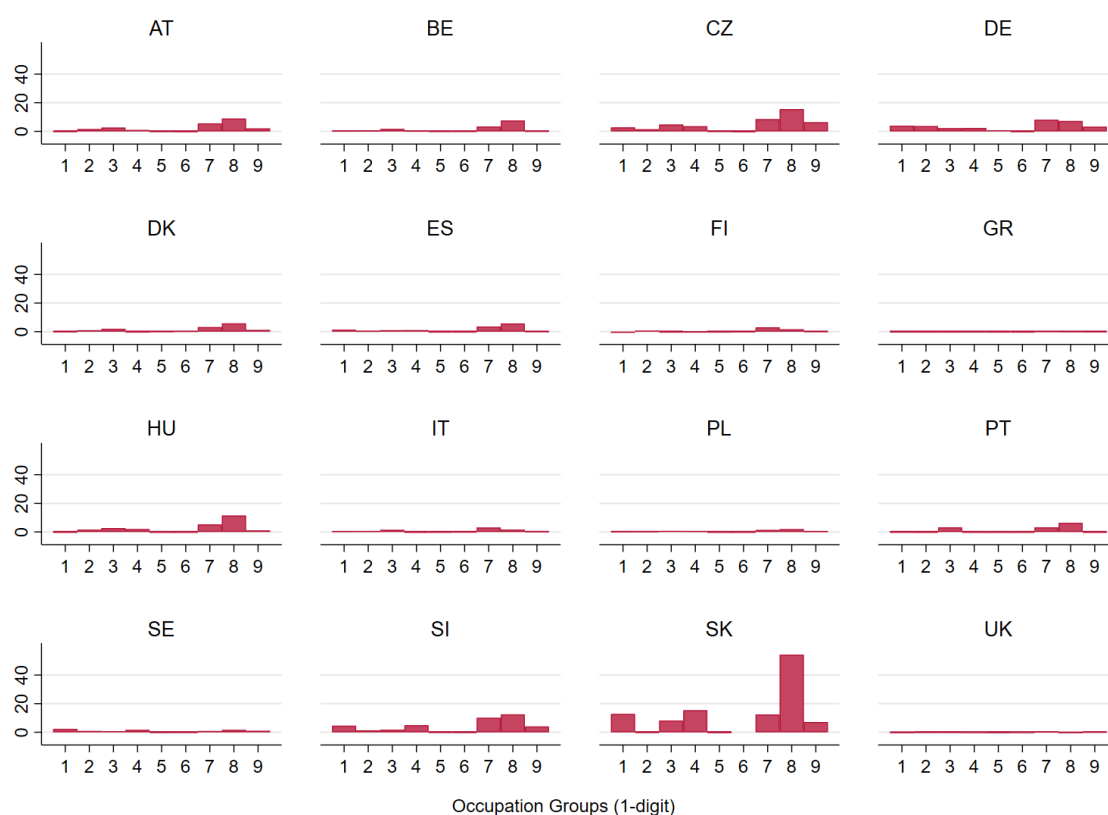 AT BE CZ DE
0 20 40
1 2 3 4 5 6 7 8 9 1 2 3 4 5 6 7 8 9 1 2 3 4 5 6 7 8 9 1 2 3 4 5 6 7 8 9
DK ES FI GR
0 20 40
1 2 3 4 5 6 7 8 9 1 2 3 4 5 6 7 8 9 1 2 3 4 5 6 7 8 9 1 2 3 4 5 6 7 8 9
HU IT PL PT
0 20 40
1 2 3 4 5 6 7 8 9 1 2 3 4 5 6 7 8 9 1 2 3 4 5 6 7 8 9 1 2 3 4 5 6 7 8 9
SE SI SK UK
0 20 40
1 2 3 4 5 6 7 8 9 1 2 3 4 5 6 7 8 9 1 2 3 4 5 6 7 8 9 1 2 3 4 5 6 7 8 9
Occupation Groups (1-digit)